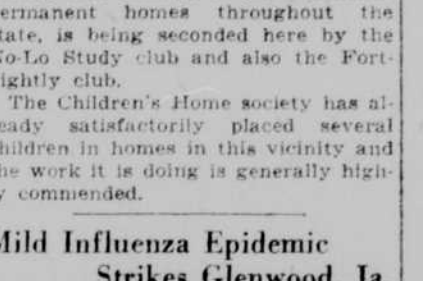 ermanent homes throughout the
tate, is being seconded here by the
o-Lo Study club and also the Fort-
ightly club.
The Children's Home society has al-
eady satisfactorily placed several
hildren in homes in this vicinity and
he work it is doing is generally high-
y commended.
Mild Influenza Epidemic
Strikes Glenwood, Ia